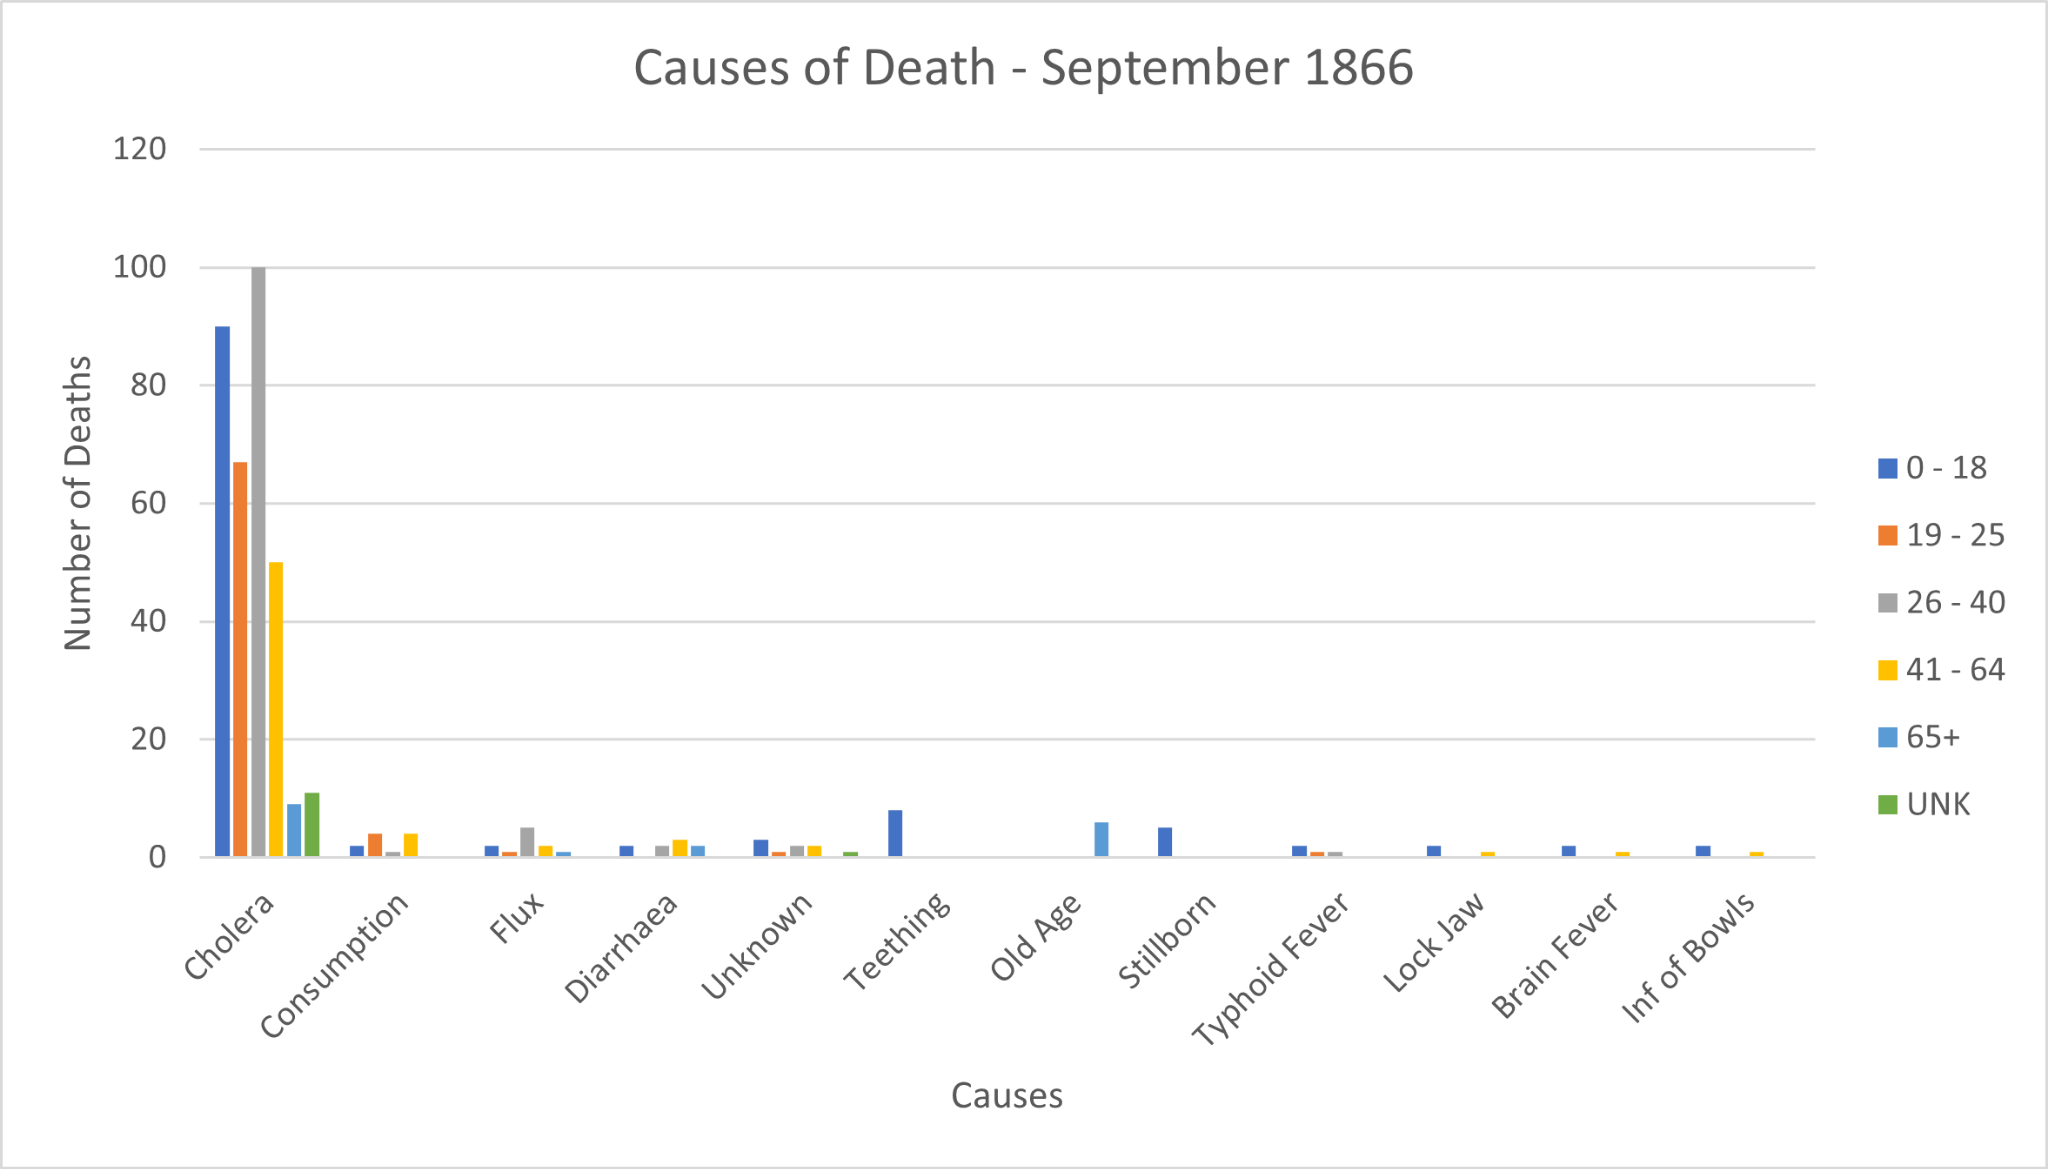 Causes of Death - September 1866
120
100
80
60
40
20
0
Number of Deaths
Cholera
Consumption
Flux
Diarrhaea
Unknown
Teething
Old Age
Stillborn
Typhoid Fever
Lock Jaw
Brain Fever
Inf of Bowls
Causes
0 - 18
19 - 25
26 - 40
41 - 64
65+
UNK